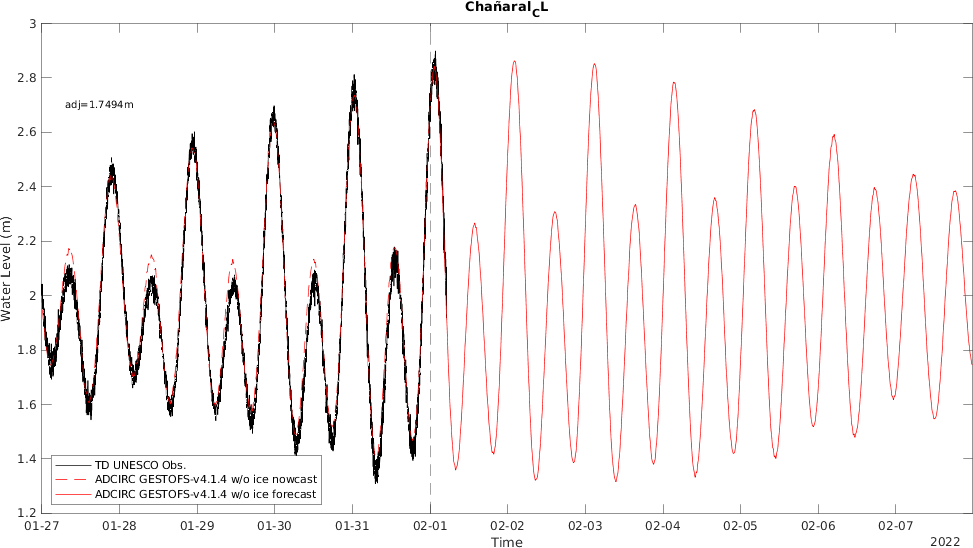 Chañaral_CL
3
2.8
2.6
2.4
2.2
2
1.8
1.6
1.4
1.2
Water Level (m)
adj=1.7494m
TD UNESCO Obs.
ADCIRC GESTOFS-v4.1.4 w/o ice nowcast
ADCIRC GESTOFS-v4.1.4 w/o ice forecast
01-27 01-28 01-29 01-30 01-31 02-01 02-02 02-03 02-04 02-05 02-06 02-07
Time
2022